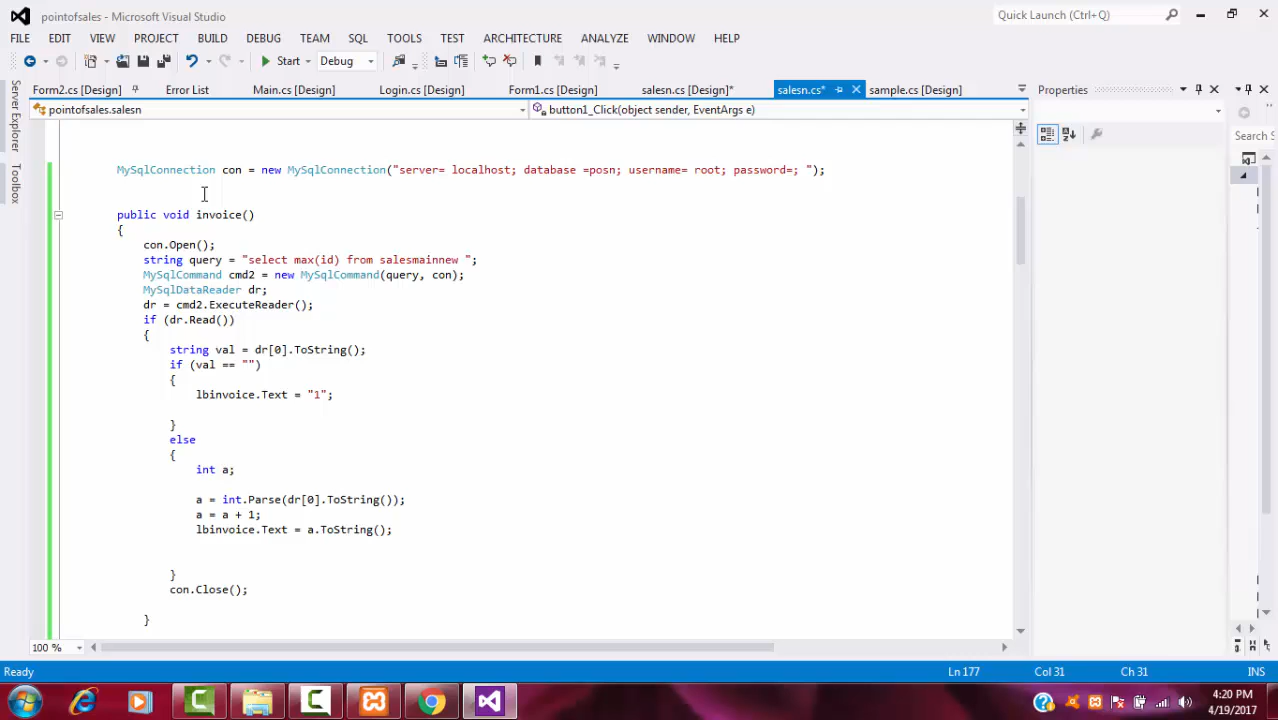 pointofsales - Microsoft Visual Studio
Quick Launch (Ctrl+Q)
FILE EDIT VIEW PROJECT BUILD DEBUG TEAM SQL TOOLS TEST ARCHITECTURE ANALYZE WINDOW HELP
Start Debug
Form2.cs [Design] Error List Main.cs [Design] Login.cs [Design] Form1.cs [Design] salesn.cs [Design]* salesn.cs* sample.cs [Design] Properties
pointofsales.salesn button1_Click(object sender, EventArgs e)
Server Explorer
Toolbox
Search S
MySqlConnection con = new MySqlConnection("server= localhost; database =posn; username= root; password=; ");
public void invoice()
{
con.Open();
string query = "select max(id) from salesmainnew ";
MySqlCommand cmd2 = new MySqlCommand(query, con);
MySqlDataReader dr;
dr = cmd2.ExecuteReader();
if (dr.Read())
{
string val = dr[0].ToString();
if (val == "")
{
lbinvoice.Text = "1";
}
else
{
int a;
a = int.Parse(dr[0].ToString());
a = a + 1;
lbinvoice.Text = a.ToString();
}
con.Close();
}
100 %
Ready Ln 177 Col 31 Ch 31 INS
4:20 PM
4/19/2017